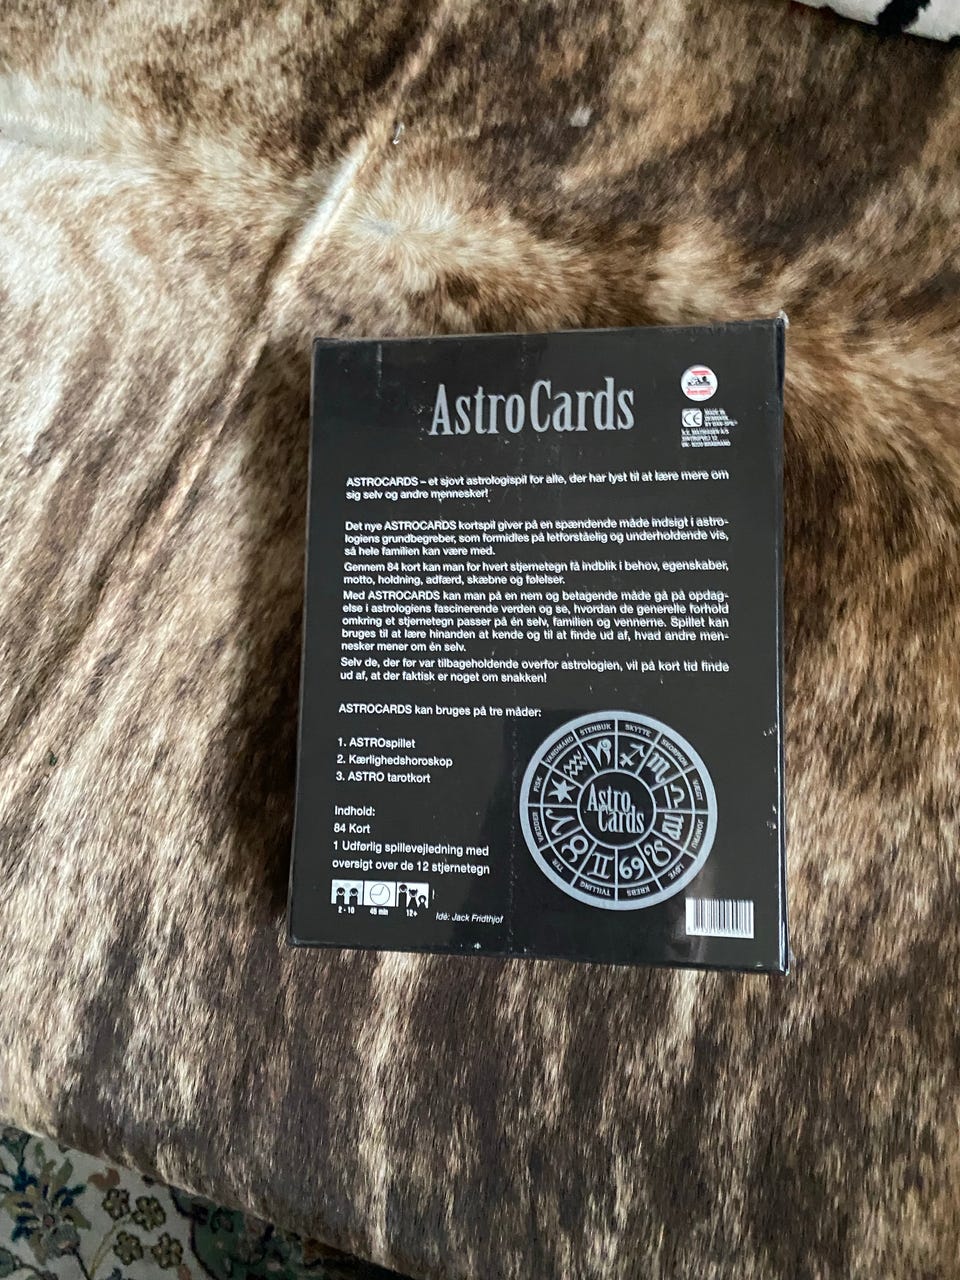 AstroCards
MADE IN
DENMARK
BY DAN-SPIL
CE
ASTROCARDS – et sjovt astrologispil for alle, der har lyst til at lære mere om
sig selv og andre mennesker!
Det nye ASTROCARDS kortspil giver på en spændende måde indsigt i astro-
logiens grundbegreber, som formidles på letforståelig og underholdende vis,
så hele familien kan være med.
Gennem 84 kort kan man for hvert stjernetegn få indblik i behov, egenskaber,
motto, holdning, adfærd, skæbne og følelser.
Med ASTROCARDS kan man på en nem og betagende måde gå på opdag-
else i astrologiens fascinerende verden og se, hvordan de generelle forhold
omkring et stjernetegn passer på én selv, familien og vennerne. Spillet kan
bruges til at lære hinanden at kende og til at finde ud af, hvad andre men-
nesker mener om én selv.
Selv de, der før var tilbageholdende overfor astrologien, vil på kort tid finde
ud af, at der faktisk er noget om snakken!
ASTROCARDS kan bruges på tre måder:
1. ASTROspillet
2. Kærlighedshoroskop
3. ASTRO tarotkort
Indhold:
84 Kort
1 Udførlig spillevejledning med
oversigt over de 12 stjernetegn
2 - 10
45 min
12+
Idé: Jack Fridthjof
STENBUK
SKYTTE
SKORPION
VÆGT
JOMFRU
LØVE
KREBS
TVILLING
TYR
VÆDDER
FISK
VANDMAND
Astro
Cards